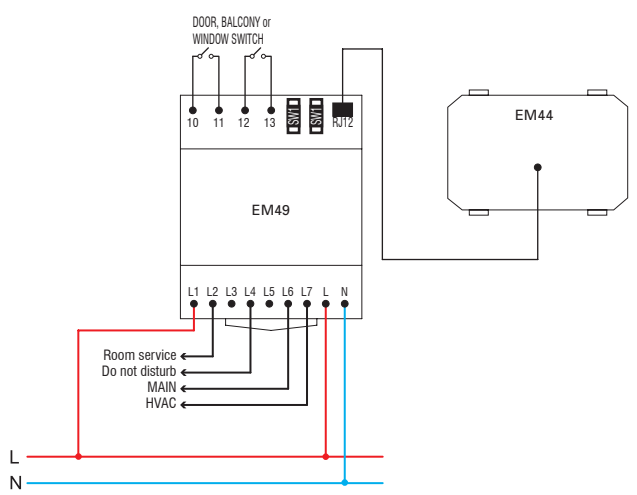 DOOR, BALCONY or
WINDOW SWITCH
10 11 12 13 SW1 SW1 RJ12
EM44
EM49
L1 L2 L3 L4 L5 L6 L7 L N
Room service
Do not disturb
MAIN
HVAC
L
N